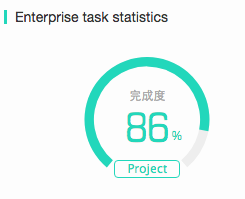 Enterprise task statistics
完成度
86%
Project